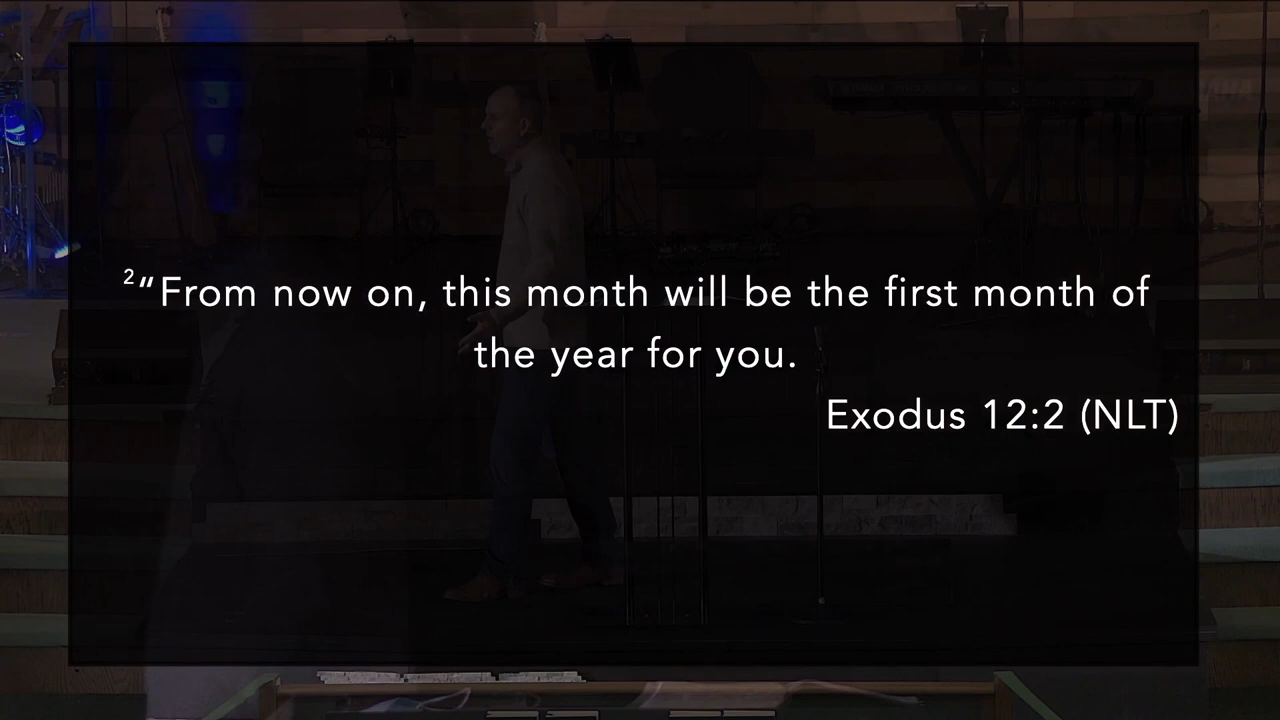 ²“From now on, this month will be the first month of
the year for you.
Exodus 12:2 (NLT)